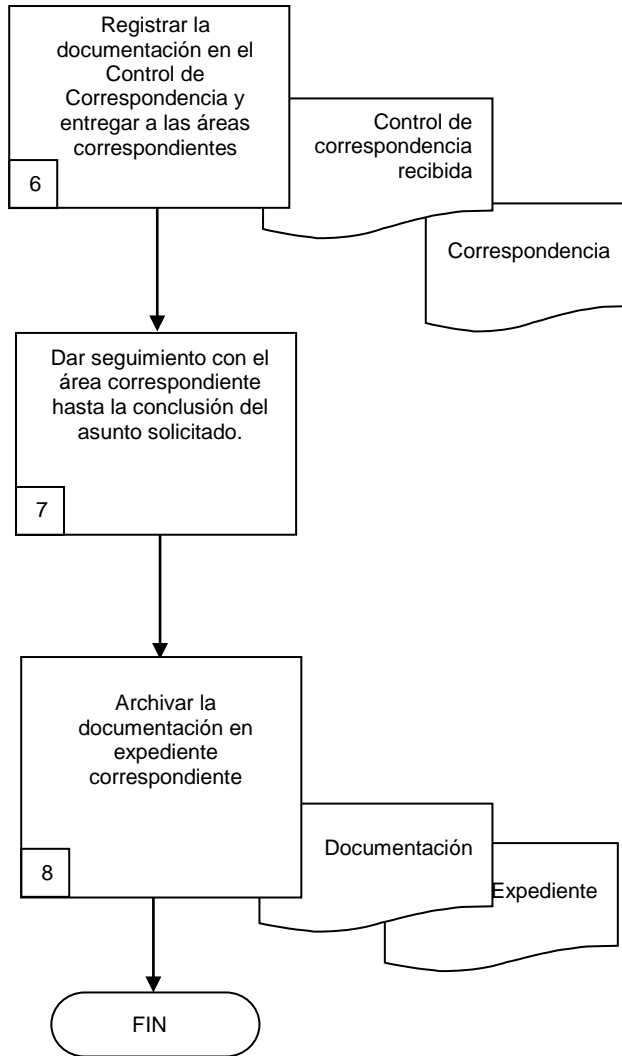 Registrar la
documentación en el
Control de
Correspondencia y
entregar a las áreas
correspondientes
6
Control de
correspondencia
recibida
Correspondencia
Dar seguimiento con el
área correspondiente
hasta la conclusión del
asunto solicitado.
7
Archivar la
documentación en
expediente
correspondiente
8
Documentación
Expediente
FIN